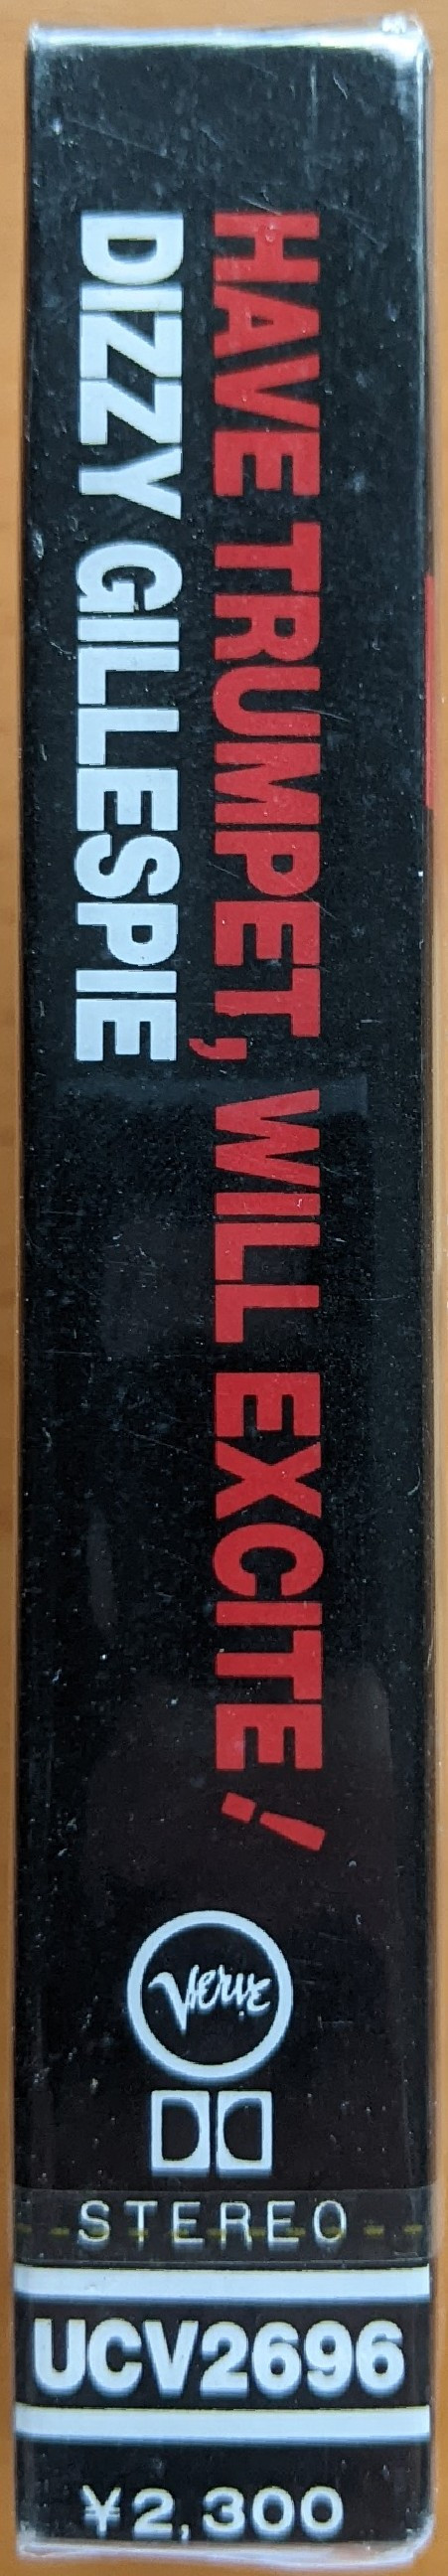 HAVE TRUMPET, WILL EXCITE!
DIZZY GILLESPIE
Verve
STEREO
UCV2696
¥2,300